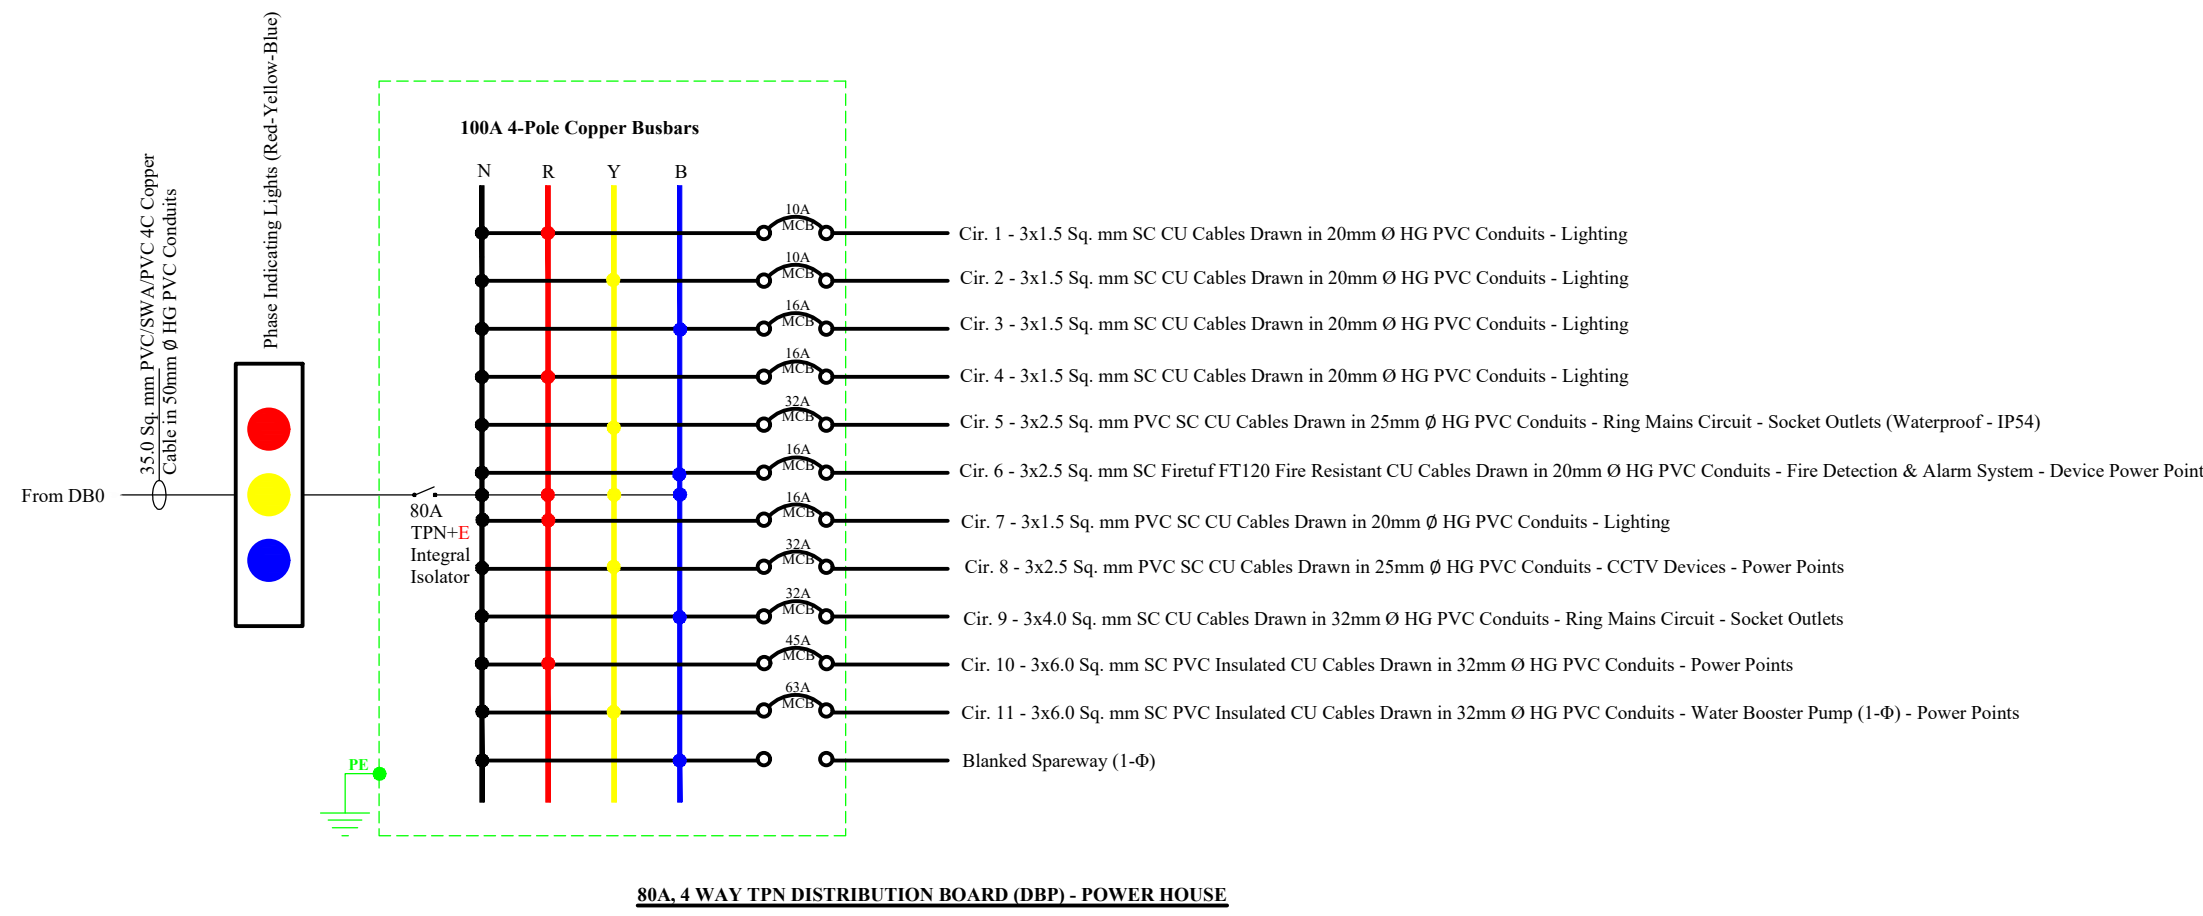 Phase Indicating Lights (Red-Yellow-Blue)
35.0 Sq. mm PVC/SWA/PVC 4C Copper
Cable in 50mm Ø HG PVC Conduits
From DB0
100A 4-Pole Copper Busbars
N R Y B
80A
TPN+E
Integral
Isolator
10A
MCB
Cir. 1 - 3x1.5 Sq. mm SC CU Cables Drawn in 20mm Ø HG PVC Conduits - Lighting
10A
MCB
Cir. 2 - 3x1.5 Sq. mm SC CU Cables Drawn in 20mm Ø HG PVC Conduits - Lighting
16A
MCB
Cir. 3 - 3x1.5 Sq. mm SC CU Cables Drawn in 20mm Ø HG PVC Conduits - Lighting
16A
MCB
Cir. 4 - 3x1.5 Sq. mm SC CU Cables Drawn in 20mm Ø HG PVC Conduits - Lighting
32A
MCB
Cir. 5 - 3x2.5 Sq. mm PVC SC CU Cables Drawn in 25mm Ø HG PVC Conduits - Ring Mains Circuit - Socket Outlets (Waterproof - IP54)
16A
MCB
Cir. 6 - 3x2.5 Sq. mm SC Firetuf FT120 Fire Resistant CU Cables Drawn in 20mm Ø HG PVC Conduits - Fire Detection & Alarm System - Device Power Point
16A
MCB
Cir. 7 - 3x1.5 Sq. mm PVC SC CU Cables Drawn in 20mm Ø HG PVC Conduits - Lighting
32A
MCB
Cir. 8 - 3x2.5 Sq. mm PVC SC CU Cables Drawn in 25mm Ø HG PVC Conduits - CCTV Devices - Power Points
32A
MCB
Cir. 9 - 3x4.0 Sq. mm SC CU Cables Drawn in 32mm Ø HG PVC Conduits - Ring Mains Circuit - Socket Outlets
45A
MCB
Cir. 10 - 3x6.0 Sq. mm SC PVC Insulated CU Cables Drawn in 32mm Ø HG PVC Conduits - Power Points
63A
MCB
Cir. 11 - 3x6.0 Sq. mm SC PVC Insulated CU Cables Drawn in 32mm Ø HG PVC Conduits - Water Booster Pump (1-Φ) - Power Points
Blanked Spareway (1-Φ)
PE
80A, 4 WAY TPN DISTRIBUTION BOARD (DBP) - POWER HOUSE